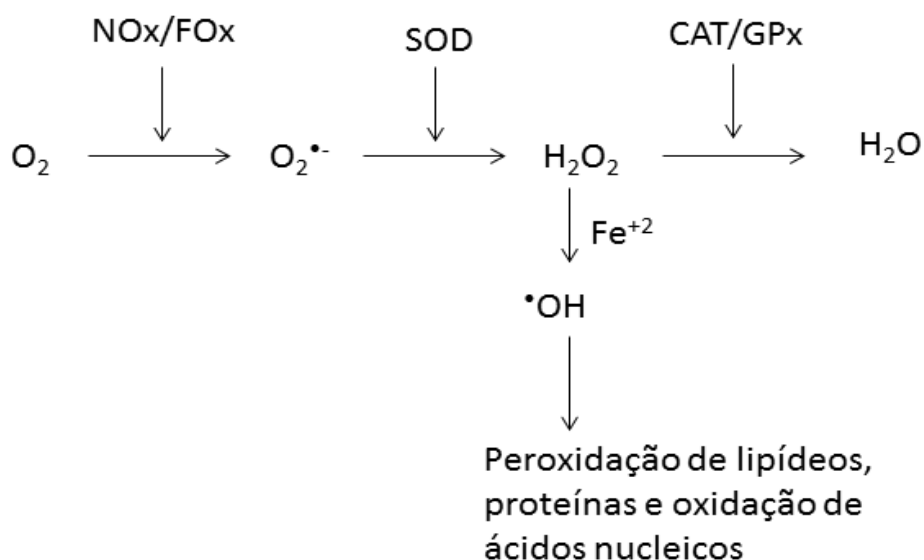 NOx/FOx SOD CAT/GPx
O₂ O₂•- H₂O₂ H₂O
Fe⁺²
•OH
Peroxidação de lipídeos,
proteínas e oxidação de
ácidos nucleicos